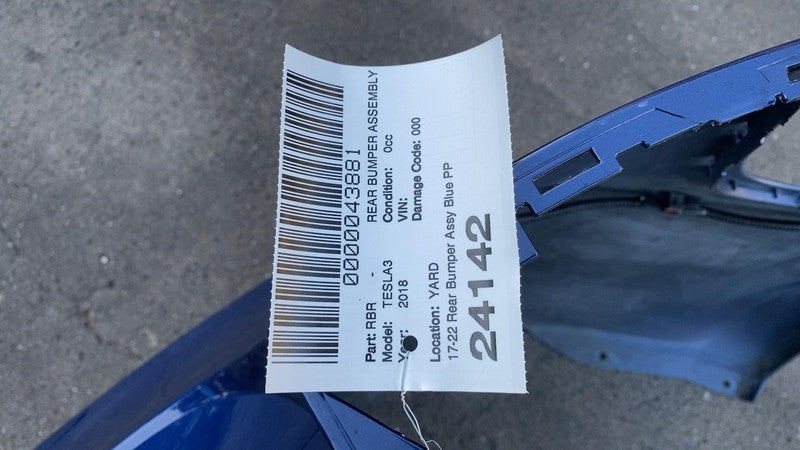 0000043881
Part: RBR - REAR BUMPER ASSEMBLY
Model: TESLA3 Condition: 0cc
Year: 2018 VIN:
Damage Code: 000
Location: YARD
17-22 Rear Bumper Assy Blue PP
24142